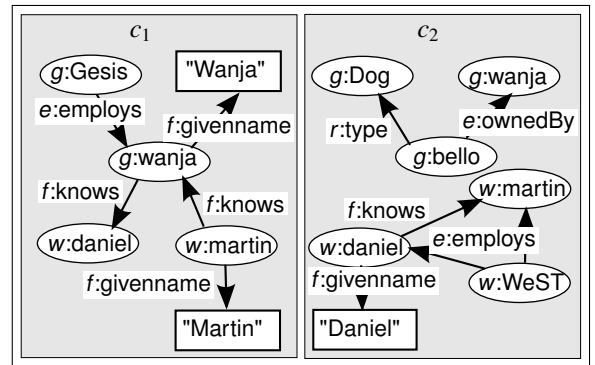 c1
g:Gesis
"Wanja"
e:employs
f:givenname
g:wanja
f:knows
f:knows
w:daniel
w:martin
f:givenname
"Martin"
c2
g:Dog
g:wanja
r:type
e:ownedBy
g:bello
w:martin
f:knows
w:daniel
e:employs
f:givenname
w:WeST
"Daniel"